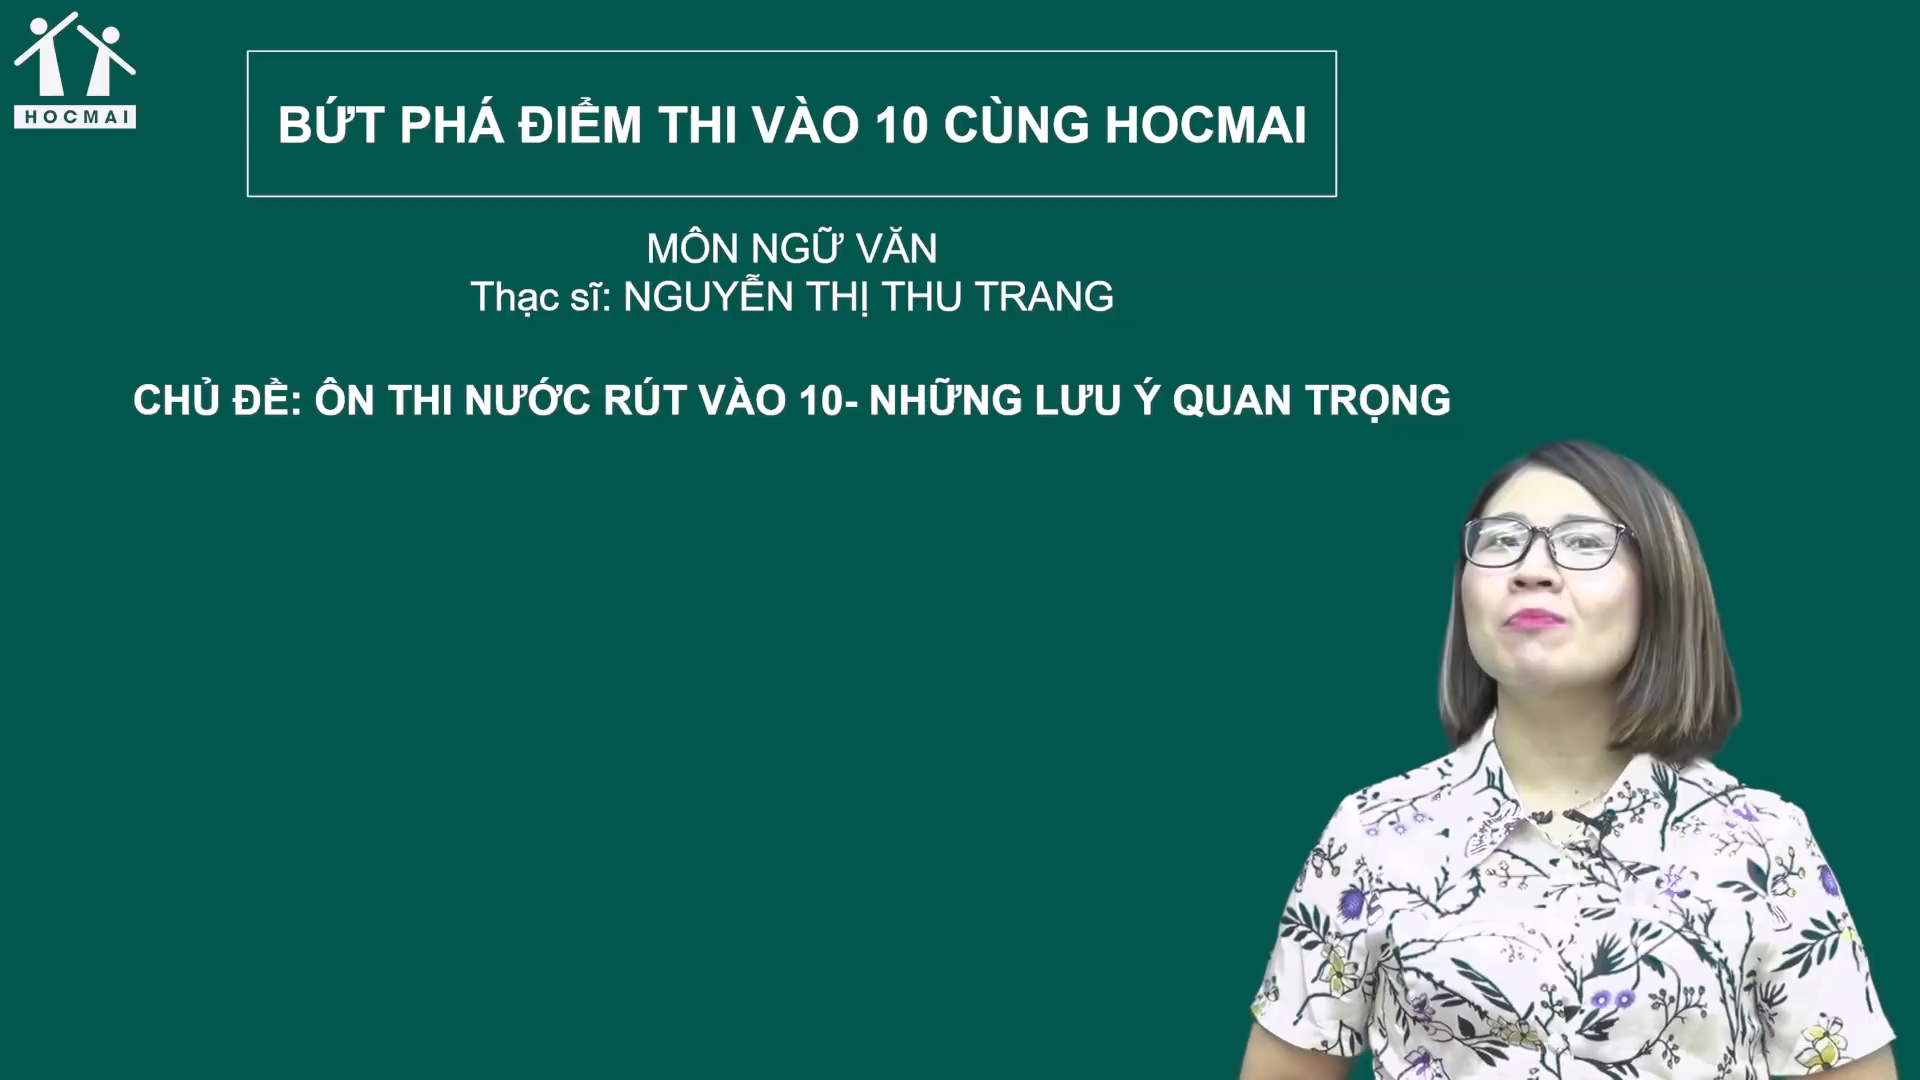 HOCMAI
BỨT PHÁ ĐIỂM THI VÀO 10 CÙNG HOCMAI
MÔN NGỮ VĂN
Thạc sĩ: NGUYỄN THỊ THU TRANG
CHỦ ĐỀ: ÔN THI NƯỚC RÚT VÀO 10- NHỮNG LƯU Ý QUAN TRỌNG